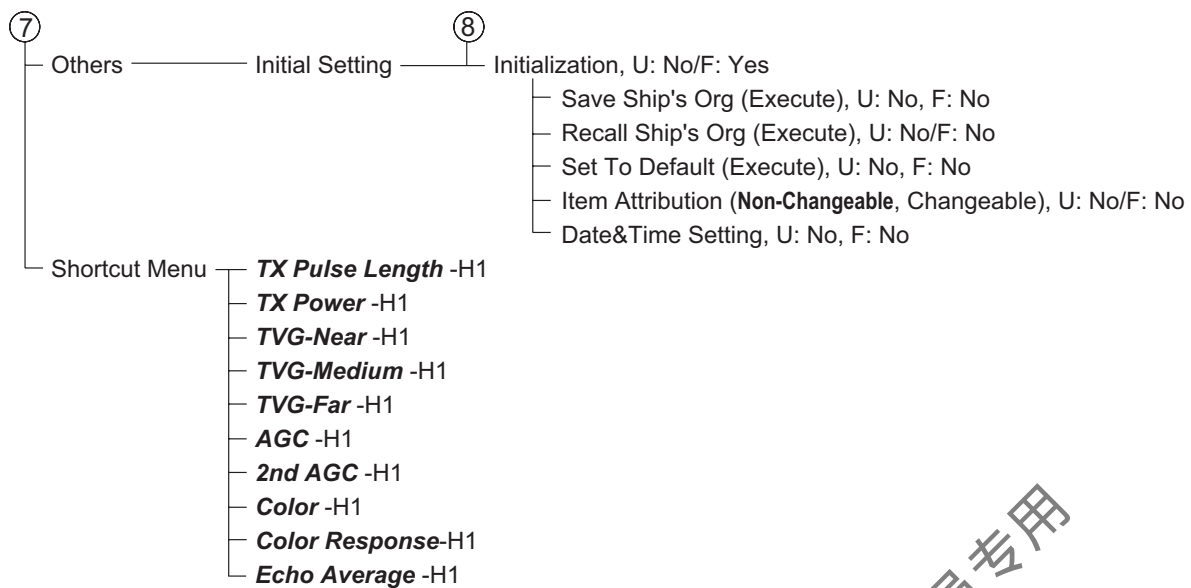 ⑦ ⑧
Others Initial Setting Initialization, U: No/F: Yes
Save Ship's Org (Execute), U: No, F: No
Recall Ship's Org (Execute), U: No/F: No
Set To Default (Execute), U: No, F: No
Item Attribution (Non-Changeable, Changeable), U: No/F: No
Date&Time Setting, U: No, F: No
Shortcut Menu TX Pulse Length -H1
TX Power -H1
TVG-Near -H1
TVG-Medium -H1
TVG-Far -H1
AGC -H1
2nd AGC -H1
Color -H1
Color Response-H1
Echo Average -H1
专用